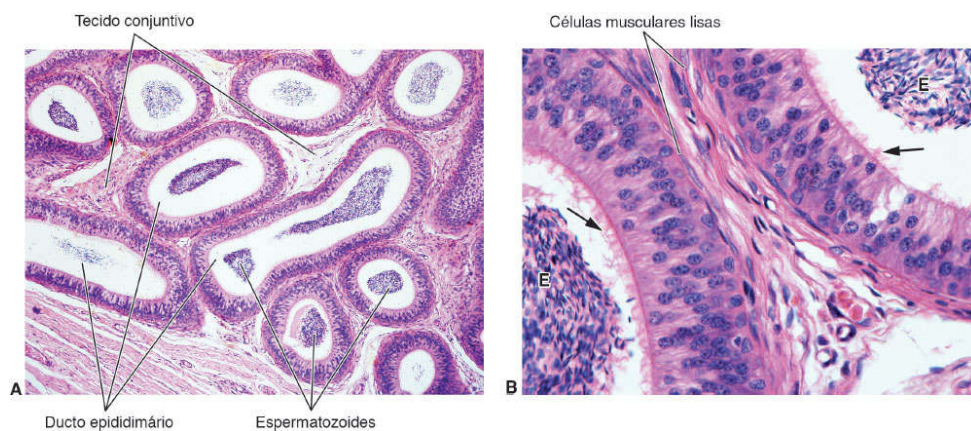 Tecido conjuntivo
Células musculares lisas
E
E
A
B
Ducto epididimário
Espermatozoides